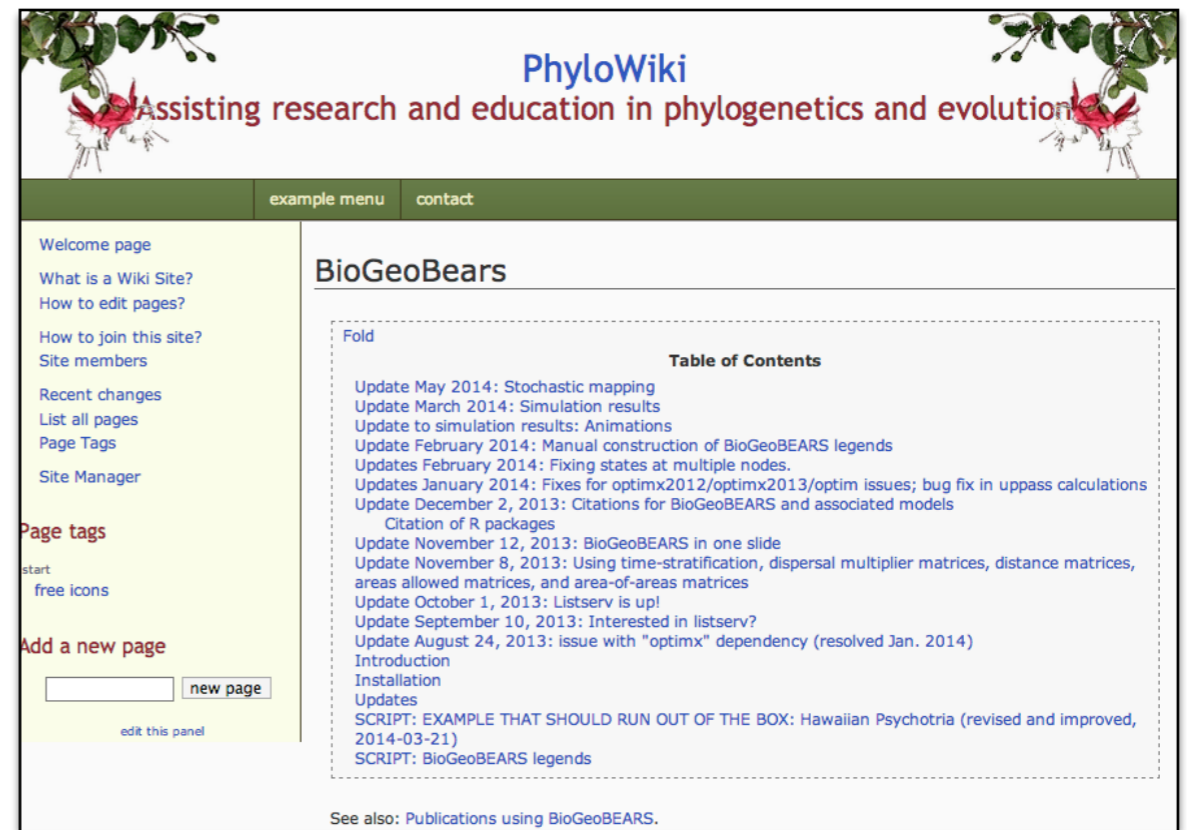 PhyloWiki
Assisting research and education in phylogenetics and evolution
example menu
contact
Welcome page
What is a Wiki Site?
How to edit pages?
How to join this site?
Site members
Recent changes
List all pages
Page Tags
Site Manager
Page tags
start
free icons
Add a new page
new page
edit this panel
BioGeoBears
Fold
Table of Contents
Update May 2014: Stochastic mapping
Update March 2014: Simulation results
Update to simulation results: Animations
Update February 2014: Manual construction of BioGeoBEARS legends
Updates February 2014: Fixing states at multiple nodes.
Updates January 2014: Fixes for optimx2012/optimx2013/optim issues; bug fix in uppass calculations
Update December 2, 2013: Citations for BioGeoBEARS and associated models
Citation of R packages
Update November 12, 2013: BioGeoBEARS in one slide
Update November 8, 2013: Using time-stratification, dispersal multiplier matrices, distance matrices,
areas allowed matrices, and area-of-areas matrices
Update October 1, 2013: Listserv is up!
Update September 10, 2013: Interested in listserv?
Update August 24, 2013: issue with "optimx" dependency (resolved Jan. 2014)
Introduction
Installation
Updates
SCRIPT: EXAMPLE THAT SHOULD RUN OUT OF THE BOX: Hawaiian Psychotria (revised and improved,
2014-03-21)
SCRIPT: BioGeoBEARS legends
See also: Publications using BioGeoBEARS.